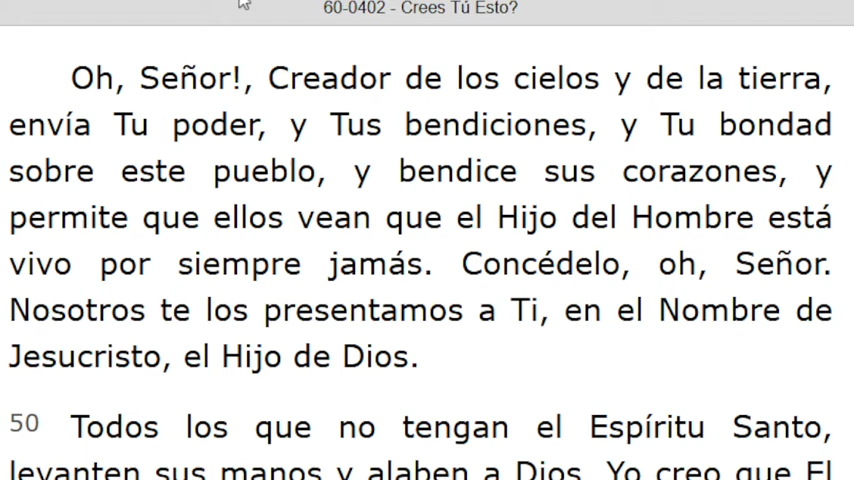 60-0402 - Crees Tú Esto?
Oh, Señor!, Creador de los cielos y de la tierra,
envía Tu poder, y Tus bendiciones, y Tu bondad
sobre este pueblo, y bendice sus corazones, y
permite que ellos vean que el Hijo del Hombre está
vivo por siempre jamás. Concédelo, oh, Señor.
Nosotros te los presentamos a Ti, en el Nombre de
Jesucristo, el Hijo de Dios.
50 Todos los que no tengan el Espíritu Santo,
levanten sus manos y alaben a Dios. Yo creo que El